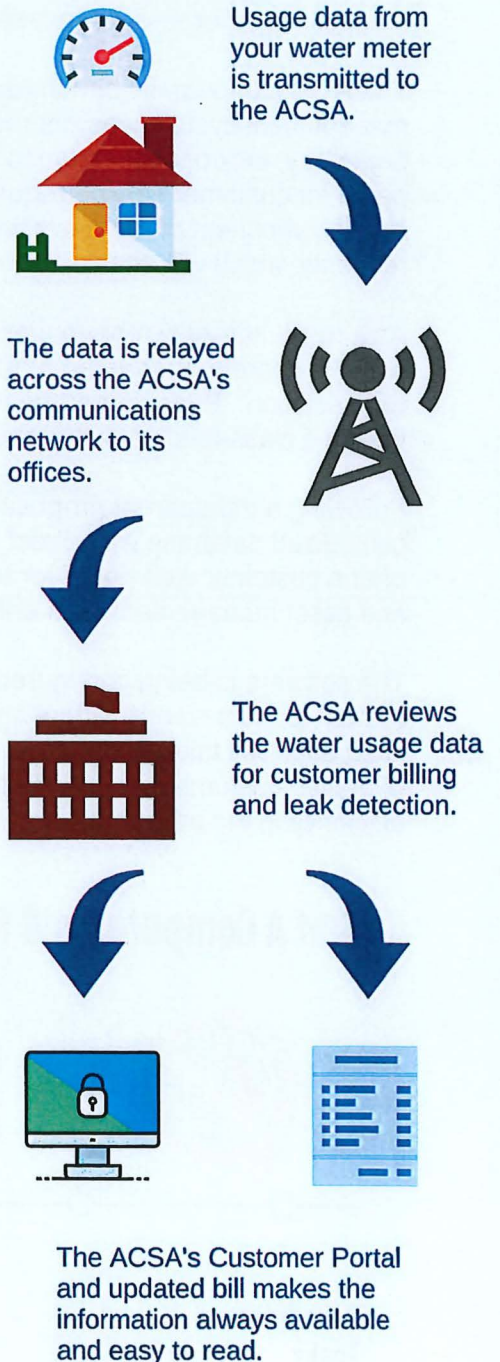 Usage data from
your water meter
is transmitted to
the ACSA.
The data is relayed
across the ACSA's
communications
network to its
offices.
The ACSA reviews
the water usage data
for customer billing
and leak detection.
The ACSA's Customer Portal
and updated bill makes the
information always available
and easy to read.